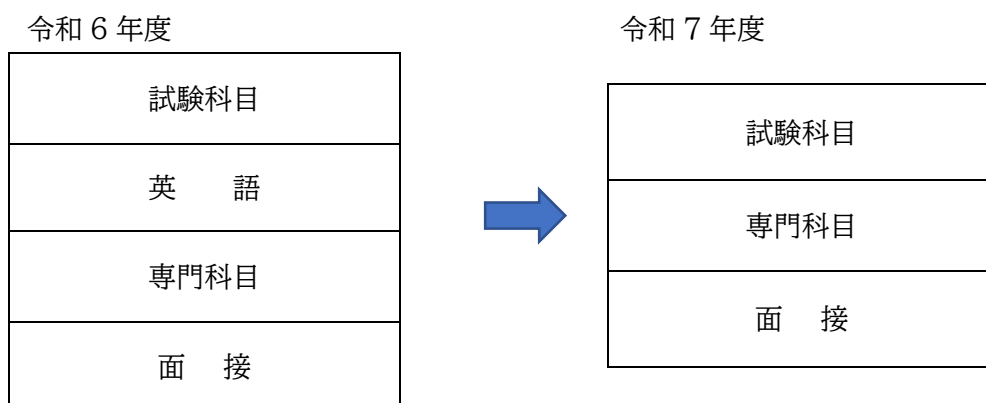 令和６年度
試験科目
英　　語
専門科目
面　接
令和７年度
試験科目
専門科目
面　接